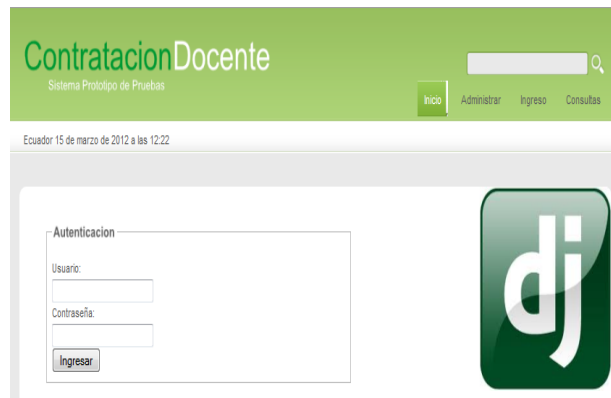 ContratacionDocente
Sistema Prototipo de Pruebas
Inicio Administrar Ingreso Consultas
Ecuador 15 de marzo de 2012 a las 12:22
Autenticacion
Usuario:
Contraseña:
Ingresar
dj